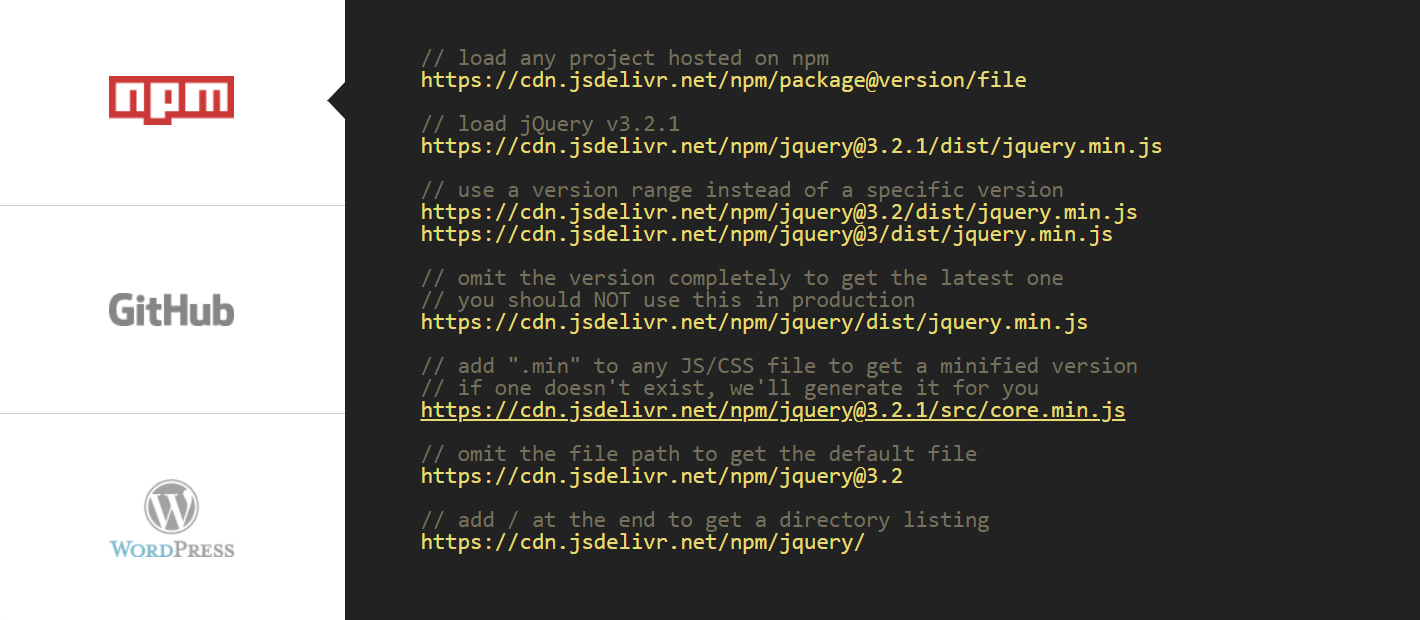 npm
GitHub
WORDPRESS
// load any project hosted on npm
https://cdn.jsdelivr.net/npm/package@version/file
// load jQuery v3.2.1
https://cdn.jsdelivr.net/npm/jquery@3.2.1/dist/jquery.min.js
// use a version range instead of a specific version
https://cdn.jsdelivr.net/npm/jquery@3.2/dist/jquery.min.js
https://cdn.jsdelivr.net/npm/jquery@3/dist/jquery.min.js
// omit the version completely to get the latest one
// you should NOT use this in production
https://cdn.jsdelivr.net/npm/jquery/dist/jquery.min.js
// add ".min" to any JS/CSS file to get a minified version
// if one doesn't exist, we'll generate it for you
https://cdn.jsdelivr.net/npm/jquery@3.2.1/src/core.min.js
// omit the file path to get the default file
https://cdn.jsdelivr.net/npm/jquery@3.2
// add / at the end to get a directory listing
https://cdn.jsdelivr.net/npm/jquery/